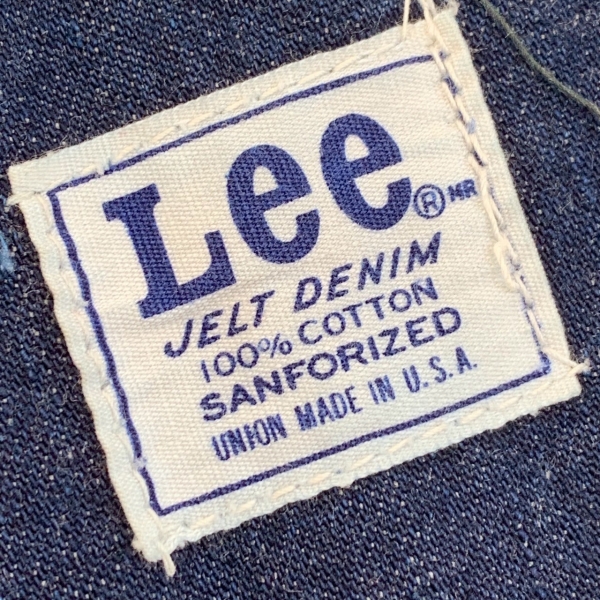 Lee ® MR
JELT DENIM
100% COTTON
SANFORIZED
UNION MADE IN U.S.A.